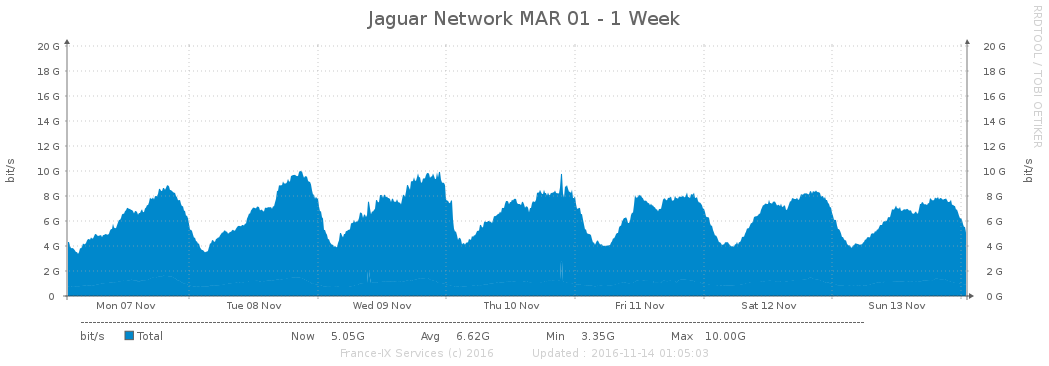 Jaguar Network MAR 01 - 1 Week
RRDTOOL / TOBI OETIKER
bit/s
bit/s
20 G 20 G
18 G 18 G
16 G 16 G
14 G 14 G
12 G 12 G
10 G 10 G
8 G 8 G
6 G 6 G
4 G 4 G
2 G 2 G
0 0 G
Mon 07 Nov Tue 08 Nov Wed 09 Nov Thu 10 Nov Fri 11 Nov Sat 12 Nov Sun 13 Nov
bit/s Total Now 5.05G Avg 6.62G Min 3.35G Max 10.00G
France-IX Services (c) 2016 Updated : 2016-11-14 01:05:03